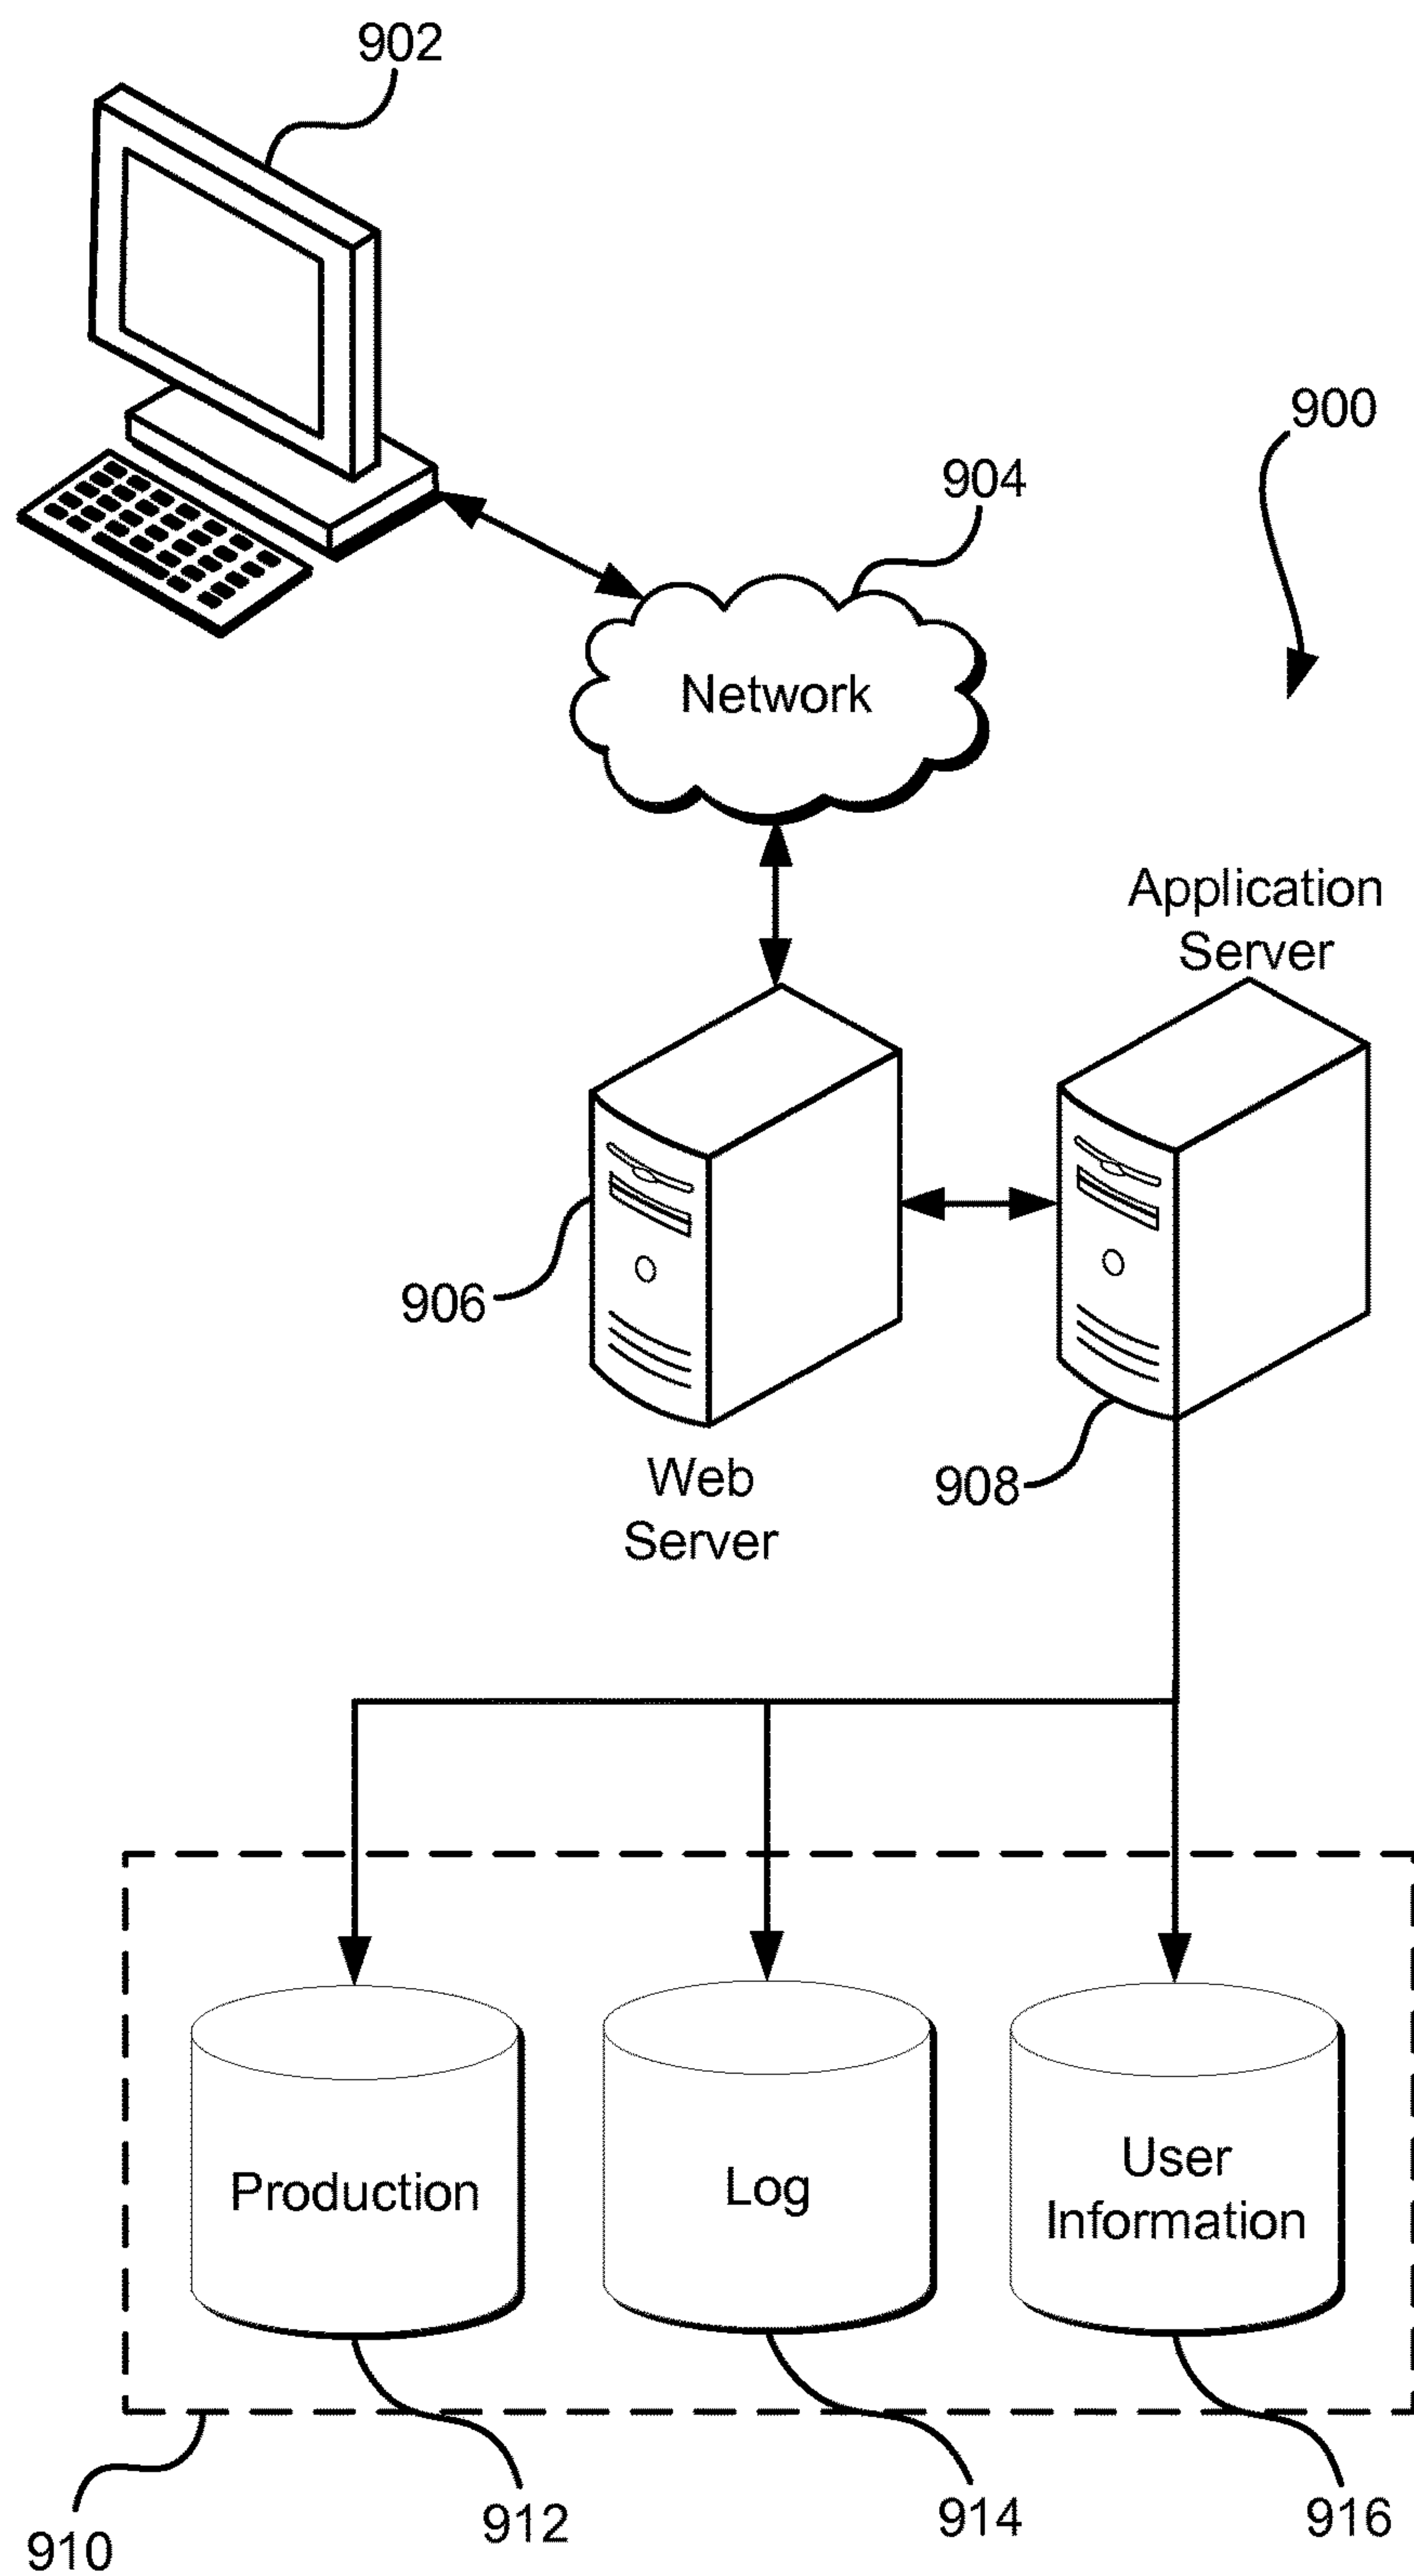 902
900
904
Network
Application
Server
906
908
Web
Server
Production
Log
User
Information
910
912
914
916